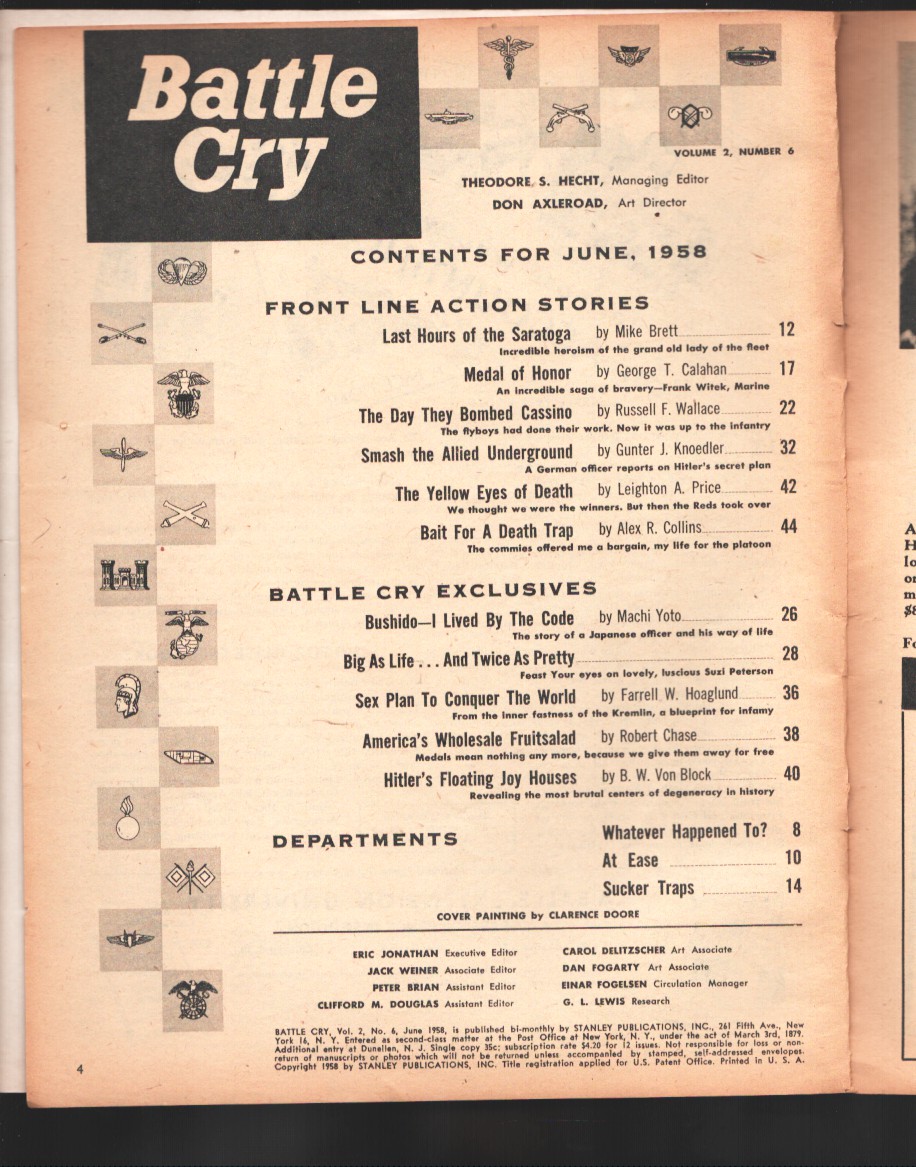 Battle
Cry
VOLUME 2, NUMBER 6
THEODORE S. HECHT, Managing Editor
DON AXLEROAD, Art Director
CONTENTS FOR JUNE, 1958
FRONT LINE ACTION STORIES
Last Hours of the Saratoga by Mike Brett 12
Incredible heroism of the grand old lady of the fleet
Medal of Honor by George T. Calahan 17
An incredible saga of bravery—Frank Witek, Marine
The Day They Bombed Cassino by Russell F. Wallace 22
The flyboys had done their work. Now it was up to the infantry
Smash the Allied Underground by Gunter J. Knoedler 32
A German officer reports on Hitler's secret plan
The Yellow Eyes of Death by Leighton A. Price 42
We thought we were the winners. But then the Reds took over
Bait For A Death Trap by Alex R. Collins 44
The commies offered me a bargain, my life for the platoon
BATTLE CRY EXCLUSIVES
Bushido—I Lived By The Code by Machi Yoto 26
The story of a Japanese officer and his way of life
Big As Life . . . And Twice As Pretty 28
Feast Your eyes on lovely, luscious Suzi Peterson
Sex Plan To Conquer The World by Farrell W. Hoaglund 36
From the inner fastness of the Kremlin, a blueprint for infamy
America's Wholesale Fruitsalad by Robert Chase 38
Medals mean nothing any more, because we give them away for free
Hitler's Floating Joy Houses by B. W. Von Block 40
Revealing the most brutal centers of degeneracy in history
DEPARTMENTS
Whatever Happened To? 8
At Ease 10
Sucker Traps 14
COVER PAINTING by CLARENCE DOORE
ERIC JONATHAN Executive Editor
JACK WEINER Associate Editor
PETER BRIAN Assistant Editor
CLIFFORD M. DOUGLAS Assistant Editor
CAROL DELITZSCHER Art Associate
DAN FOGARTY Art Associate
EINAR FOGELSEN Circulation Manager
G. L. LEWIS Research
BATTLE CRY, Vol. 2, No. 6, June 1958, is published bi-monthly by STANLEY PUBLICATIONS, INC., 261 Fifth Ave., New
York 16, N. Y. Entered as second-class matter at the Post Office at New York, N. Y., under the act of March 3rd, 1879.
Additional entry at Dunellen, N. J. Single copy 35c; subscription rate $4.20 for 12 issues. Not responsible for loss or non-
return of manuscripts or photos which will not be returned unless accompanied by stamped, self-addressed envelopes.
Copyright 1958 by STANLEY PUBLICATIONS, INC. Title registration applied for U.S. Patent Office. Printed in U. S. A.
4